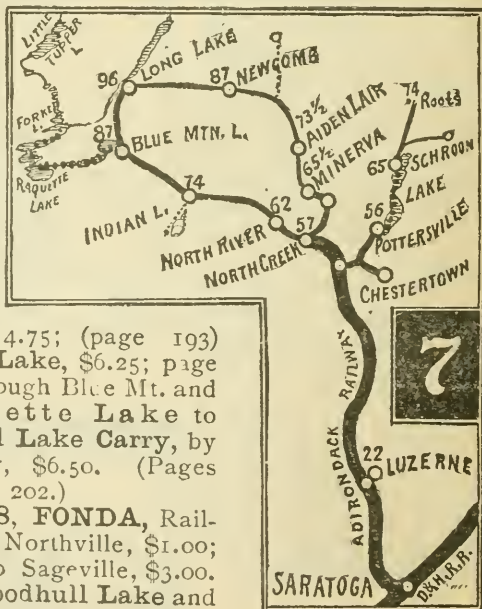 LITTLE TUPPER L.
96 LONG LAKE
87 NEWCOMB
FORKED L.
87 BLUE MTN. L.
RAQUETTE LAKE
73½ AIDEN LAIR
65½ MINERVA
74 Roots
65 SCHROON LAKE
74 INDIAN L.
62 NORTH RIVER
57 NORTH CREEK
56 POTTERSVILLE
CHESTERTOWN
ADIRONDACK RAILWAY
7
22 LUZERNE
SARATOGA
D.&H.R.R.
4.75; (page 193)
Lake, $6.25; page
ough Blue Mt. and
ette Lake to
l Lake Carry, by
, $6.50. (Pages
202.)
8, FONDA, Rail-
Northville, $1.00;
o Sageville, $3.00.
oodhull Lake and